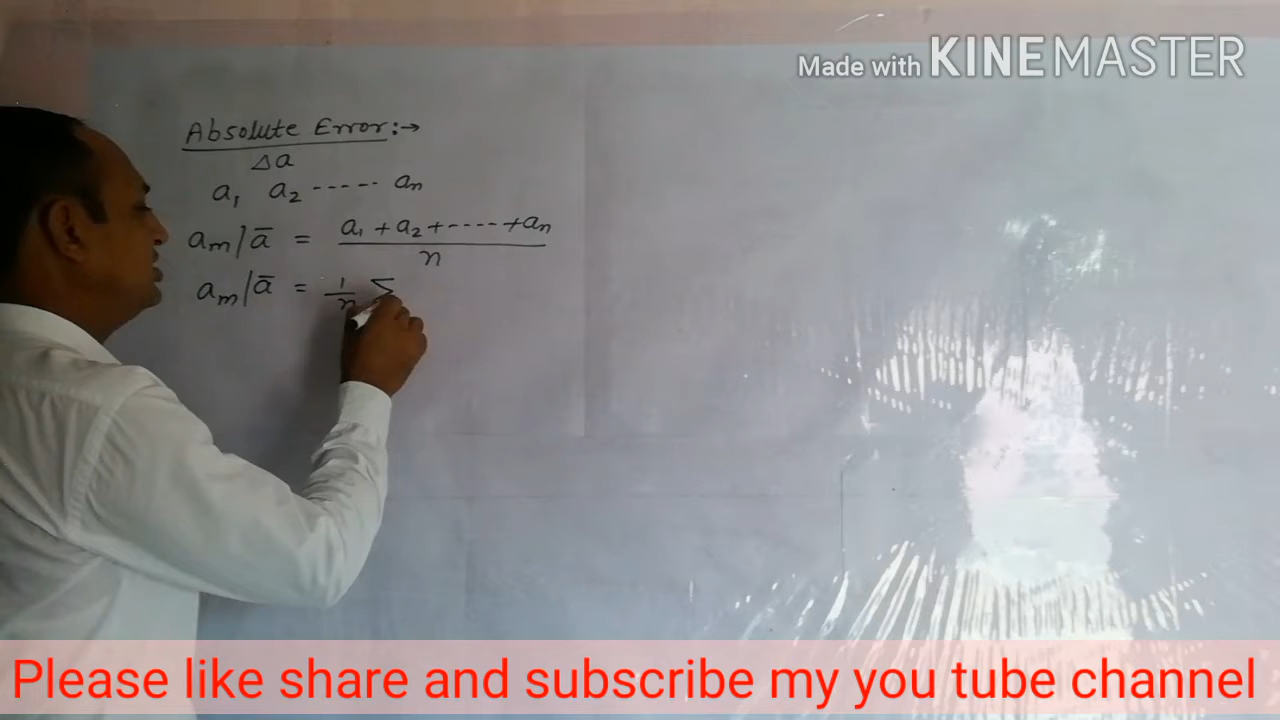 Made with KINEMASTER
Absolute Error:→
Δa
a₁ a₂ ----- aₙ
aₘ/ā = a₁ + a₂ + ---- + aₙ / n
aₘ/ā = 1/n Σ
Please like share and subscribe my you tube channel